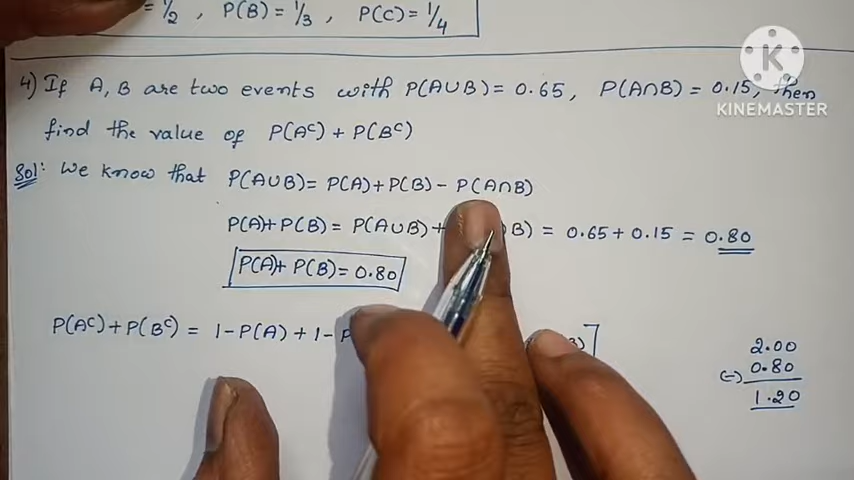 = 1/2 , P(B) = 1/3 , P(C) = 1/4
4) If A, B are two events with P(A∪B) = 0.65, P(A∩B) = 0.15, then
find the value of P(Aᶜ) + P(Bᶜ)
Sol: We know that P(A∪B) = P(A) + P(B) - P(A∩B)
P(A) + P(B) = P(A∪B) + B) = 0.65 + 0.15 = 0.80
P(A) + P(B) = 0.80
P(Aᶜ) + P(Bᶜ) = 1 - P(A) + 1 -
2.00
(-) 0.80
1.20
K
KINEMASTER